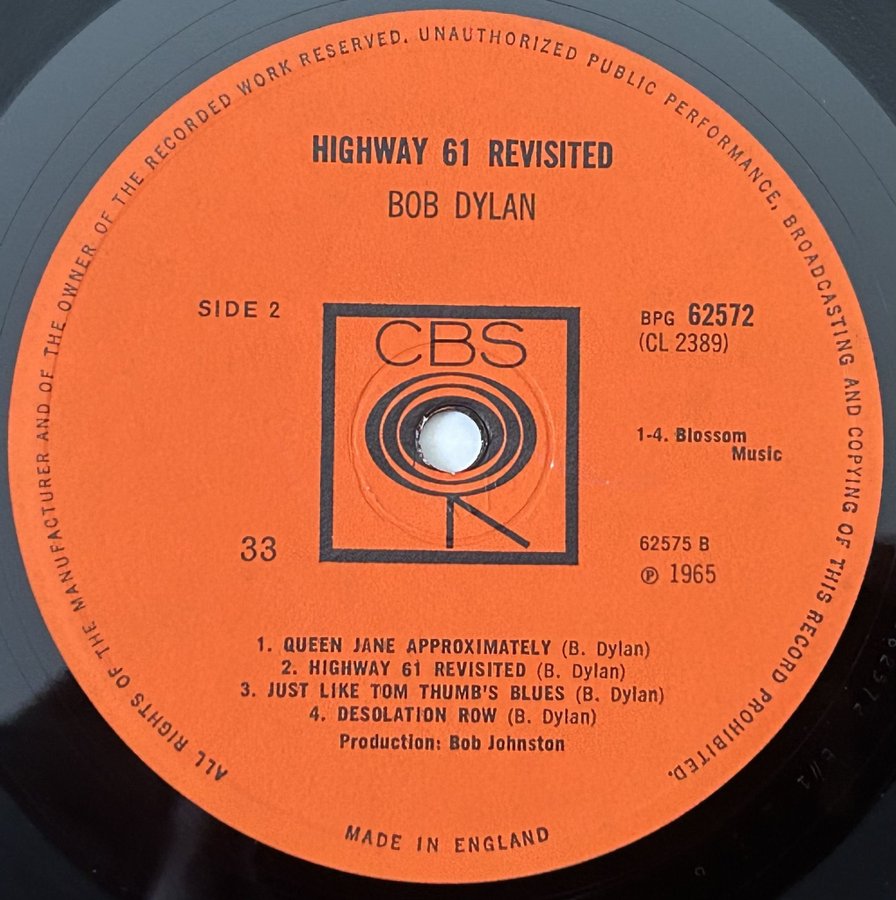 ALL RIGHTS OF THE MANUFACTURER AND OF THE OWNER OF THE RECORDED WORK RESERVED. UNAUTHORIZED PUBLIC PERFORMANCE, BROADCASTING AND COPYING OF THIS RECORD PROHIBITED.
HIGHWAY 61 REVISITED
BOB DYLAN
SIDE 2
CBS
BPG 62572
(CL 2389)
1-4. Blossom
Music
33
62575 B
℗ 1965
1. QUEEN JANE APPROXIMATELY (B. Dylan)
2. HIGHWAY 61 REVISITED (B. Dylan)
3. JUST LIKE TOM THUMB'S BLUES (B. Dylan)
4. DESOLATION ROW (B. Dylan)
Production: Bob Johnston
MADE IN ENGLAND